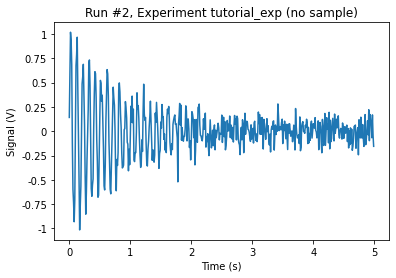 Run #2, Experiment tutorial_exp (no sample)
Signal (V)
1
0.75
0.5
0.25
0
-0.25
-0.5
-0.75
-1
0 1 2 3 4 5
Time (s)